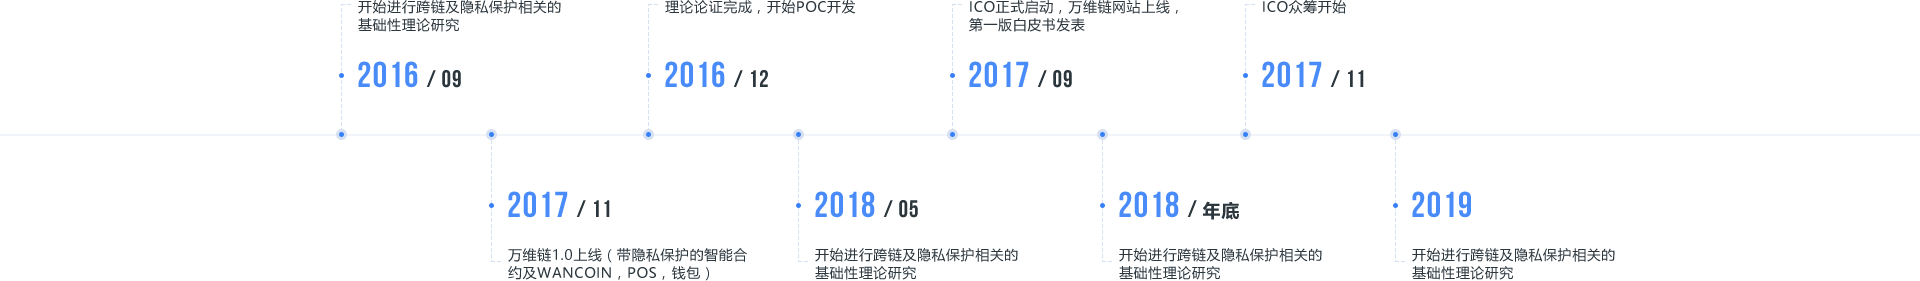 开始进行跨链及隐私保护相关的
基础性理论研究
2016 / 09
理论论证完成，开始POC开发
2016 / 12
ICO正式启动，万维链网站上线，
第一版白皮书发表
2017 / 09
ICO众筹开始
2017 / 11
2017 / 11
万维链1.0上线（带隐私保护的智能合
约及WANCOIN，POS，钱包）
2018 / 05
开始进行跨链及隐私保护相关的
基础性理论研究
2018 / 年底
开始进行跨链及隐私保护相关的
基础性理论研究
2019
开始进行跨链及隐私保护相关的
基础性理论研究